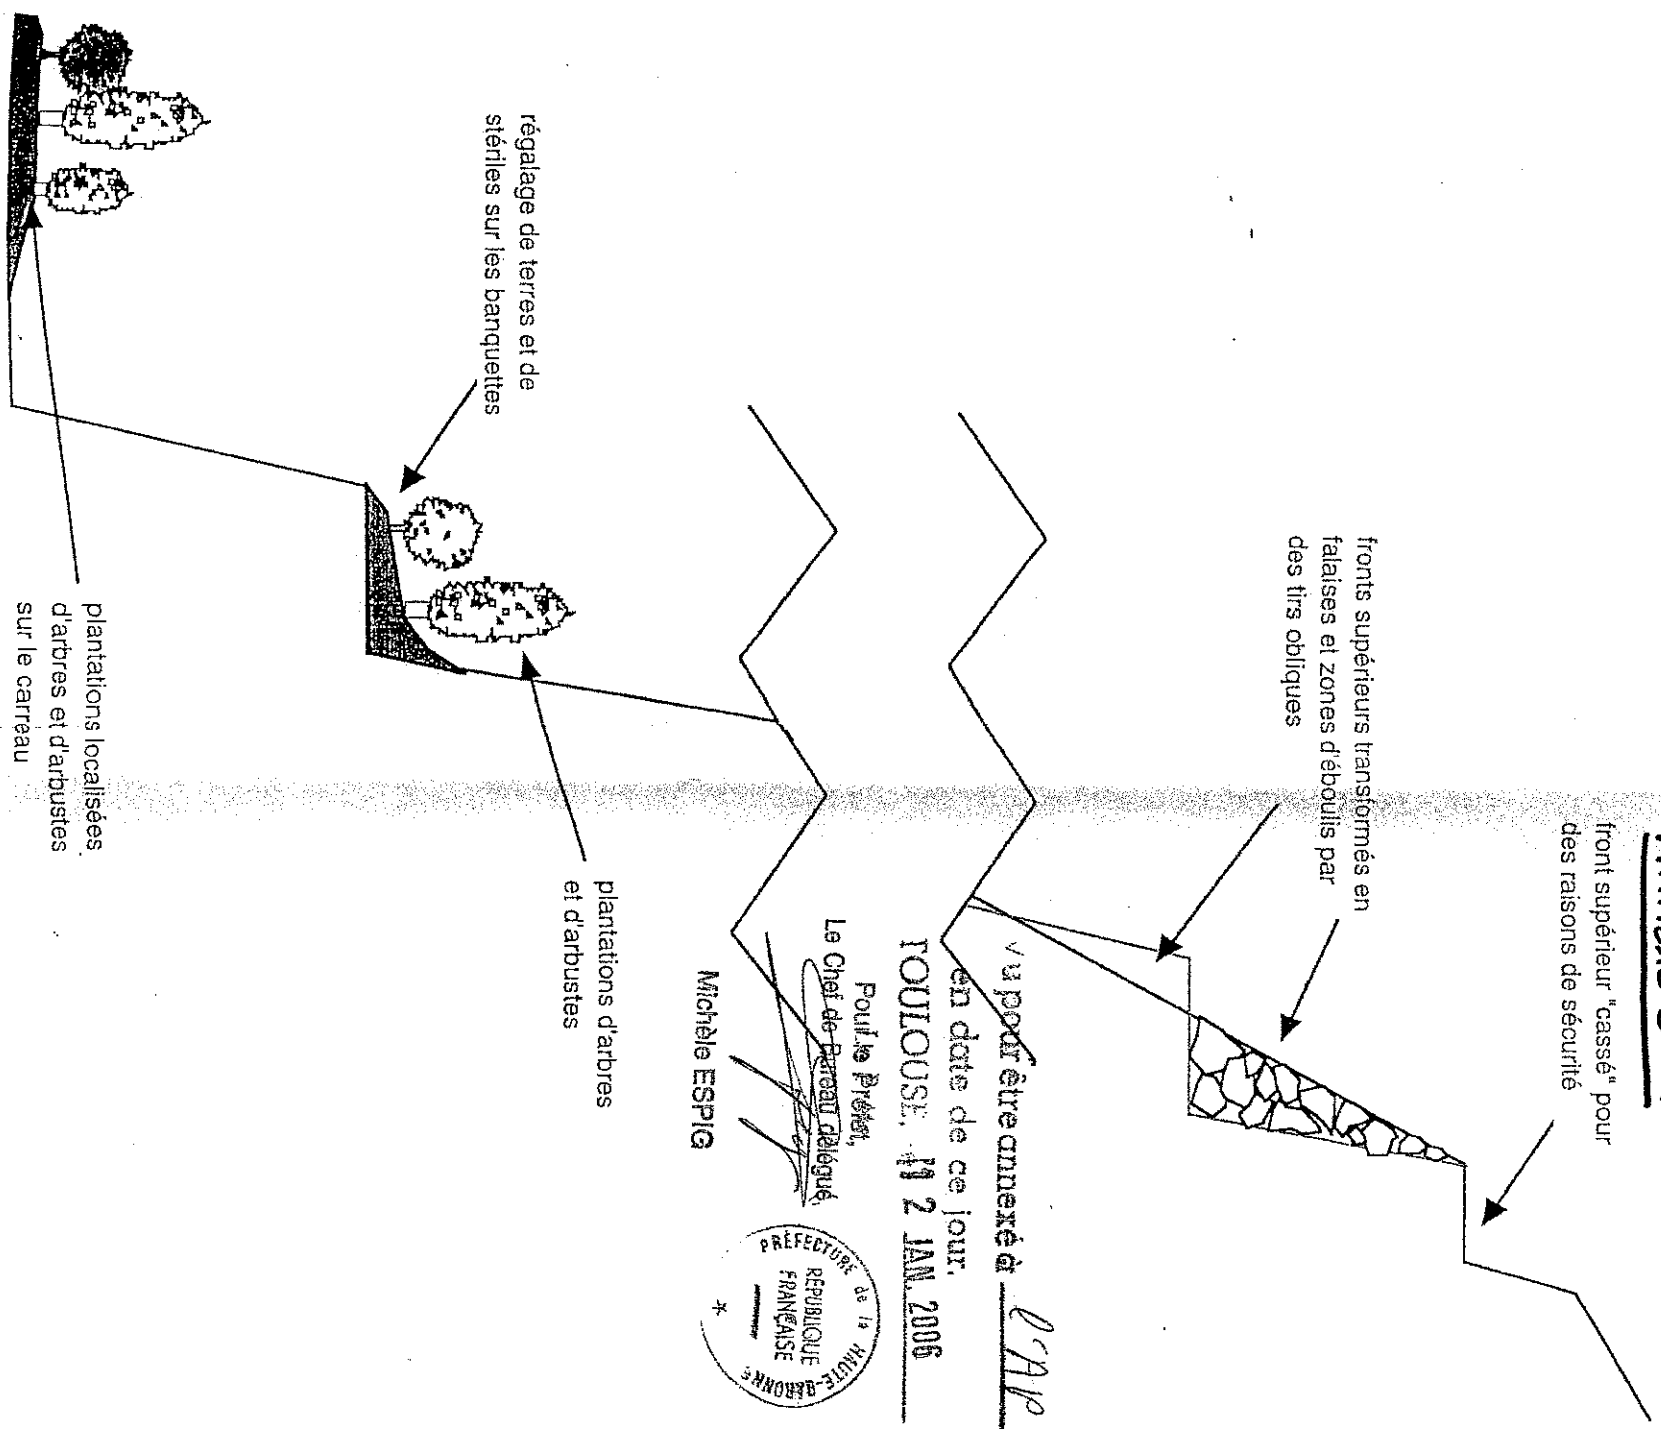 front supérieur "cassé" pour
des raisons de sécurité
fronts supérieurs transformés en
falaises et zones d'éboulis par
des tirs obliques
vu pour être annexé à l'AP
en date de ce jour.
TOULOUSE, 2 JAN. 2006
Pour le Préfet,
Le Chef de Bureau délégué,
Michèle ESPIG
PRÉFECTURE de la HAUTE-GARONNE
RÉPUBLIQUE
FRANÇAISE
régalage de terres et de
stériles sur les banquettes
plantations d'arbres
et d'arbustes
plantations localisées
d'arbres et d'arbustes
sur le carreau